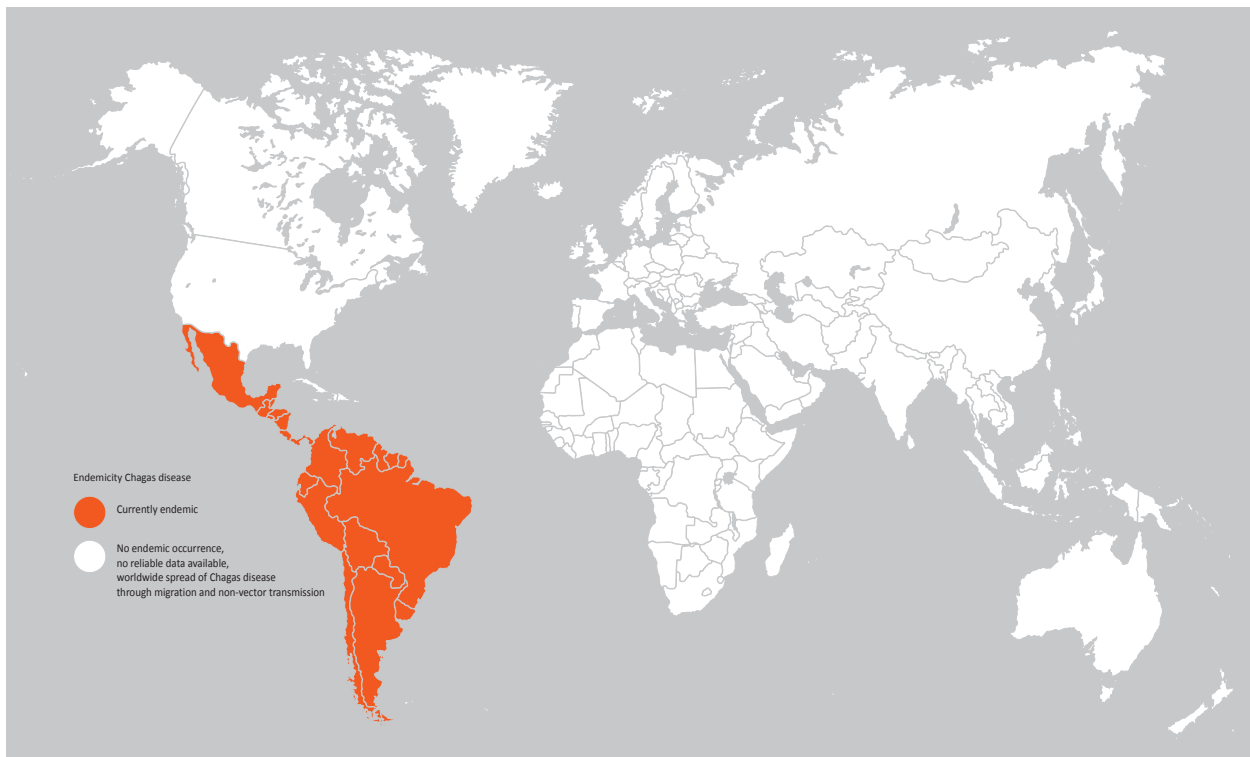 Endemicity Chagas disease
Currently endemic
No endemic occurrence,
no reliable data available,
worldwide spread of Chagas disease
through migration and non-vector transmission